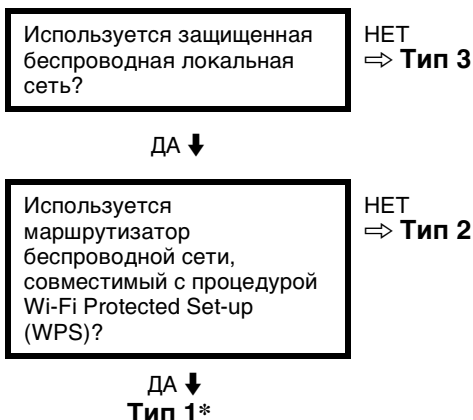 Используется защищенная
беспроводная локальная
сеть?
НЕТ
⇨ Тип 3
ДА ⬇
Используется
маршрутизатор
беспроводной сети,
совместимый с процедурой
Wi-Fi Protected Set-up
(WPS)?
НЕТ
⇨ Тип 2
ДА ⬇
Тип 1*